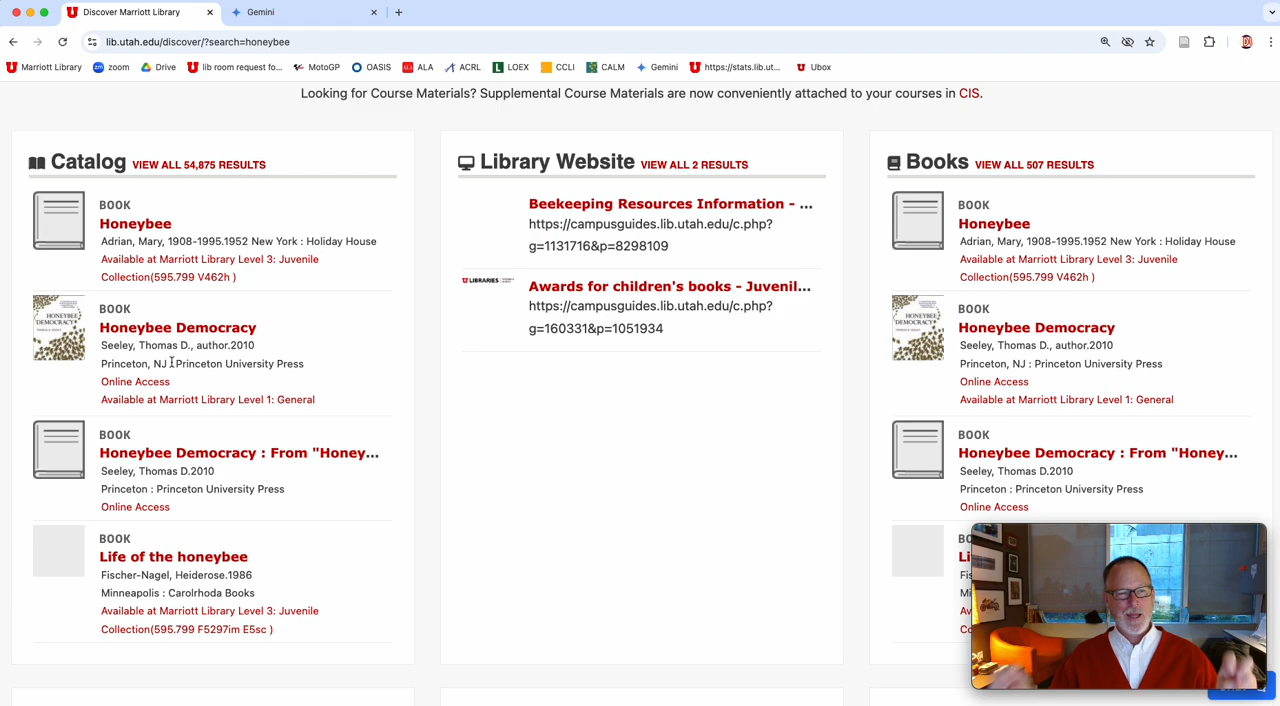 Discover Marriott Library
Gemini
lib.utah.edu/discover/?search=honeybee
Marriott Library
zoom
Drive
lib room request fo...
MotoGP
OASIS
ALA
ACRL
LOEX
CCLI
CALM
Gemini
https://stats.lib.ut...
Ubox
Looking for Course Materials? Supplemental Course Materials are now conveniently attached to your courses in CIS.
Catalog VIEW ALL 54,875 RESULTS
BOOK
Honeybee
Adrian, Mary, 1908-1995.1952 New York : Holiday House
Available at Marriott Library Level 3: Juvenile
Collection(595.799 V462h )
HONEYBEE
DEMOCRACY
BOOK
Honeybee Democracy
Seeley, Thomas D., author.2010
Princeton, NJ : Princeton University Press
Online Access
Available at Marriott Library Level 1: General
BOOK
Honeybee Democracy : From "Honey...
Seeley, Thomas D.2010
Princeton : Princeton University Press
Online Access
BOOK
Life of the honeybee
Fischer-Nagel, Heiderose.1986
Minneapolis : Carolrhoda Books
Available at Marriott Library Level 3: Juvenile
Collection(595.799 F5297im E5sc )
Library Website VIEW ALL 2 RESULTS
Beekeeping Resources Information - ...
https://campusguides.lib.utah.edu/c.php?
g=1131716&p=8298109
LIBRARIES
Awards for children's books - Juvenil...
https://campusguides.lib.utah.edu/c.php?
g=160331&p=1051934
Books VIEW ALL 507 RESULTS
BOOK
Honeybee
Adrian, Mary, 1908-1995.1952 New York : Holiday House
Available at Marriott Library Level 3: Juvenile
Collection(595.799 V462h )
HONEYBEE
DEMOCRACY
BOOK
Honeybee Democracy
Seeley, Thomas D., author.2010
Princeton, NJ : Princeton University Press
Online Access
Available at Marriott Library Level 1: General
BOOK
Honeybee Democracy : From "Honey...
Seeley, Thomas D.2010
Princeton : Princeton University Press
Online Access